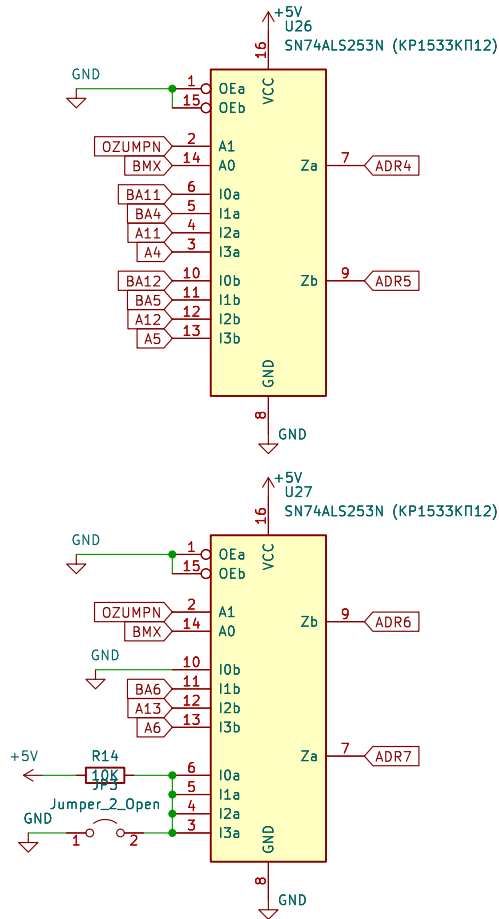 +5V
U26
SN74ALS253N (КР1533КП12)
16
VCC
GND
1 OEa
15 OEb
OZUMPN 2 A1
BMX 14 A0
Za 7 ADR4
BA11 6 I0a
BA4 5 I1a
A11 4 I2a
A4 3 I3a
BA12 10 I0b
Zb 9 ADR5
BA5 11 I1b
A12 12 I2b
A5 13 I3b
GND
8
GND
+5V
U27
SN74ALS253N (КР1533КП12)
16
VCC
GND
1 OEa
15 OEb
OZUMPN 2 A1
Zb 9 ADR6
BMX 14 A0
GND
10 I0b
BA6 11 I1b
A13 12 I2b
A6 13 I3b
+5V
R14
Za 7 ADR7
10K
6 I0a
JP3
5 I1a
Jumper_2_Open
4 I2a
GND
1 2
3 I3a
GND
8
GND